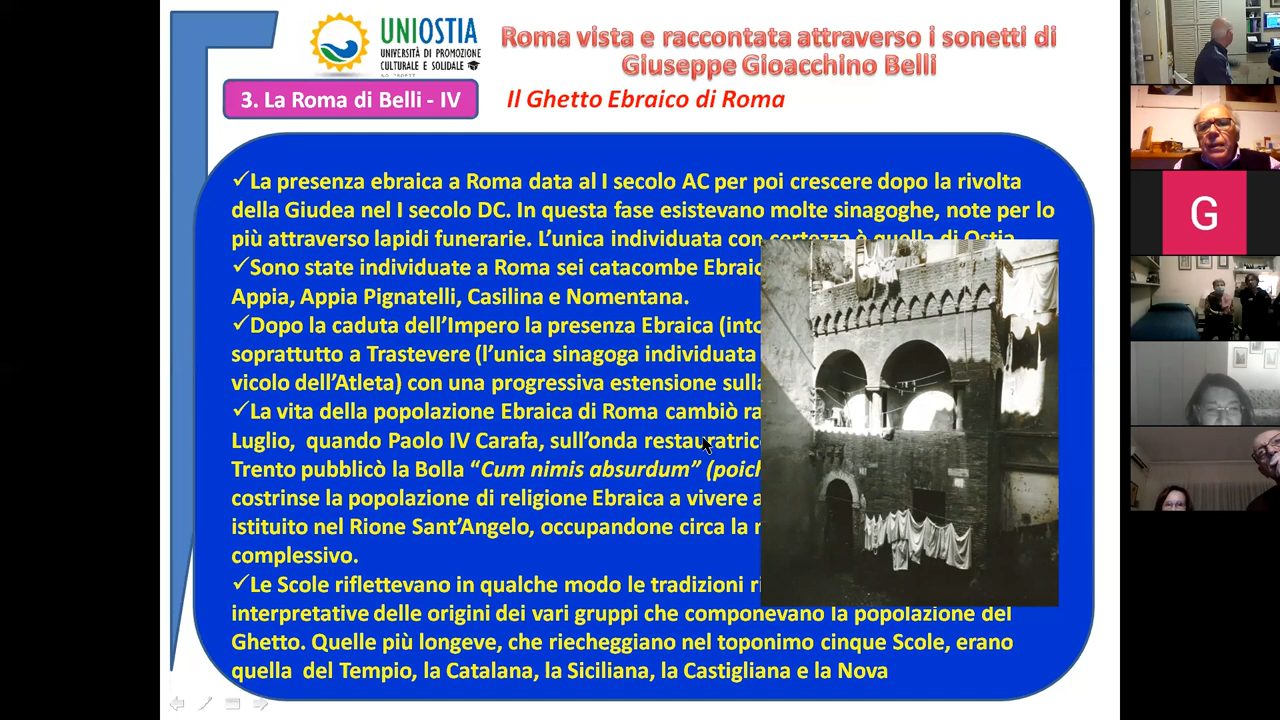 UNIOSTIA
UNIVERSITÀ DI PROMOZIONE
CULTURALE E SOLIDALE
Roma vista e raccontata attraverso i sonetti di
Giuseppe Gioacchino Belli
3. La Roma di Belli - IV
Il Ghetto Ebraico di Roma
✓La presenza ebraica a Roma data al I secolo AC per poi crescere dopo la rivolta
della Giudea nel I secolo DC. In questa fase esistevano molte sinagoghe, note per lo
più attraverso lapidi funerarie. L’unica individuata con certezza è quella di Ostia
✓Sono state individuate a Roma sei catacombe
Appia, Appia Pignatelli, Casilina e Nomentana.
✓Dopo la caduta dell’Impero la presenza Ebraica
soprattutto a Trastevere (l’unica sinagoga individuata
vicolo dell’Atleta) con una progressiva estensione
✓La vita della popolazione Ebraica di Roma cambiò
Luglio, quando Paolo IV Carafa, sull’onda
Trento pubblicò la Bolla “Cum nimis absurdum”
costrinse la popolazione di religione Ebraica a vivere
istituito nel Rione Sant’Angelo, occupandone circa la
complessivo.
✓Le Scole riflettevano in qualche modo le tradizioni
interpretative delle origini dei vari gruppi che componevano la popolazione del
Ghetto. Quelle più longeve, che riecheggiano nel toponimo cinque Scole, erano
quella del Tempio, la Catalana, la Siciliana, la Castigliana e la Nova
G